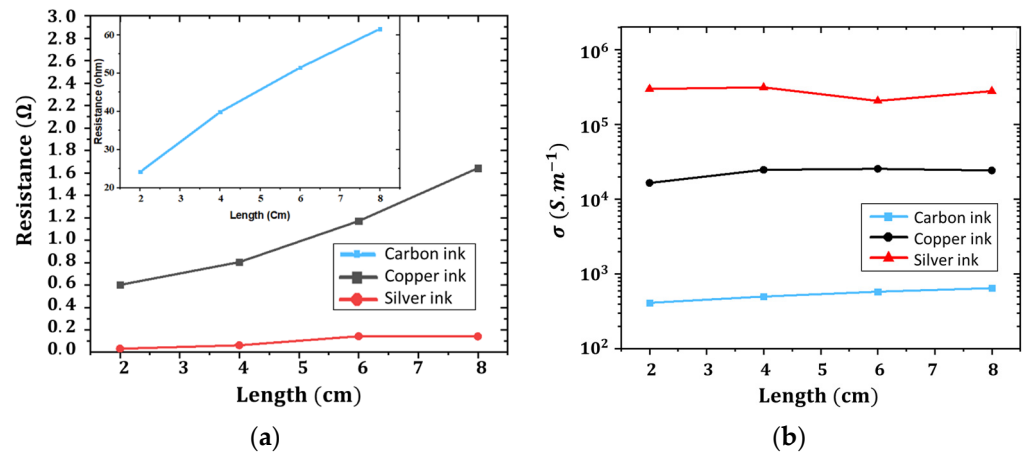 3.0
2.8
2.6
2.4
2.2
2.0
1.8
1.6
1.4
1.2
1.0
0.8
0.6
0.4
0.2
0.0
Resistance (Ω)
2 3 4 5 6 7 8
Length (cm)
60
50
40
30
20
Resistance (ohm)
2 3 4 5 6 7 8
Length (Cm)
Carbon ink
Copper ink
Silver ink
(a)
10⁶
10⁵
10⁴
10³
10²
σ (S.m⁻¹)
2 3 4 5 6 7 8
Length (cm)
Carbon ink
Copper ink
Silver ink
(b)